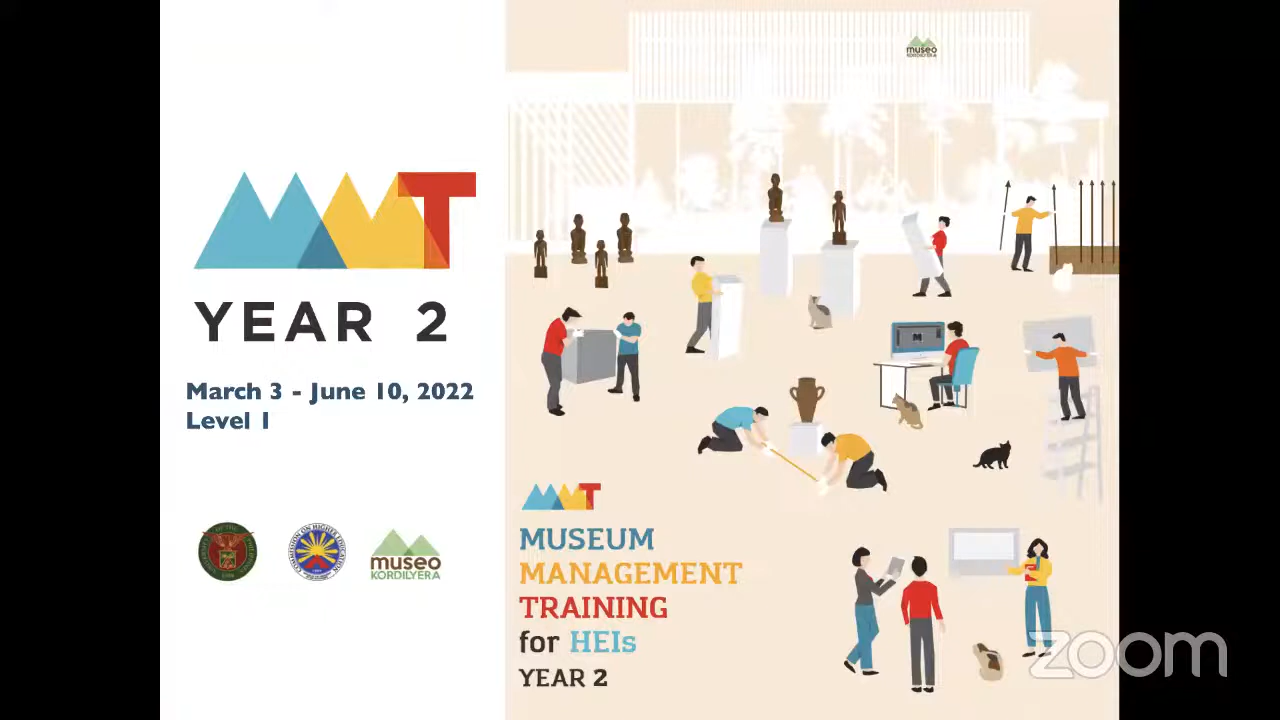 MMT
YEAR 2
March 3 - June 10, 2022
Level 1
museo
KORDILYERA
museo
KORDILYERA
MMT
MUSEUM
MANAGEMENT
TRAINING
for HEIs
YEAR 2
zoom